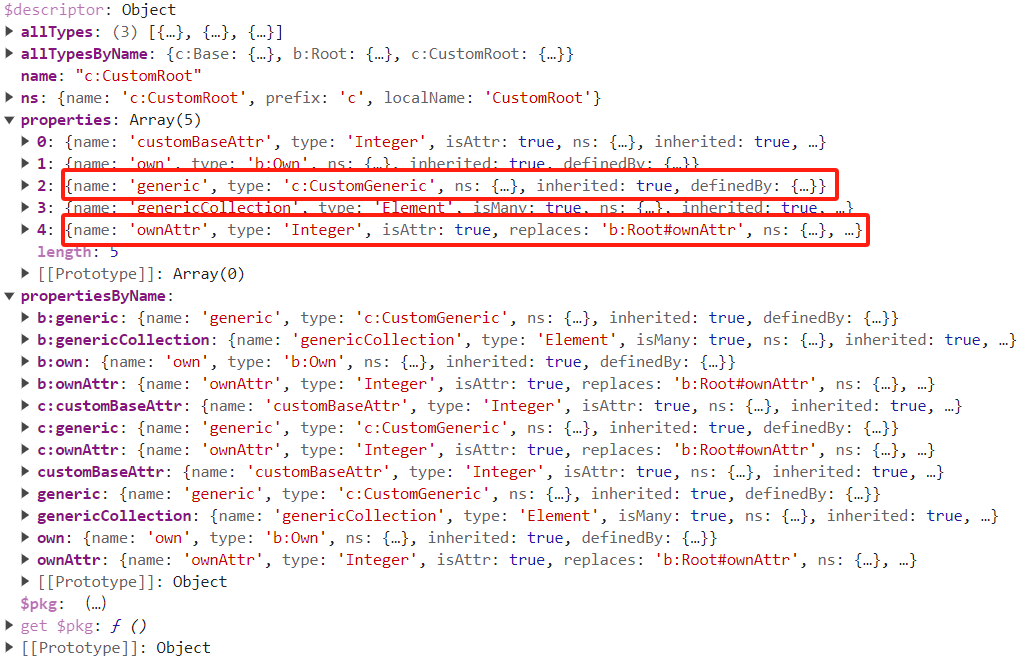 $descriptor: Object
▶ allTypes: (3) [{…}, {…}, {…}]
▶ allTypesByName: {c:Base: {…}, b:Root: {…}, c:CustomRoot: {…}}
name: "c:CustomRoot"
▶ ns: {name: 'c:CustomRoot', prefix: 'c', localName: 'CustomRoot'}
▼ properties: Array(5)
▶ 0: {name: 'customBaseAttr', type: 'Integer', isAttr: true, ns: {…}, inherited: true, …}
▶ 1: {name: 'own', type: 'b:Own', ns: {…}, inherited: true, definedBy: {…}}
▶ 2: {name: 'generic', type: 'c:CustomGeneric', ns: {…}, inherited: true, definedBy: {…}}
▶ 3: {name: 'genericCollection', type: 'Element', isMany: true, ns: {…}, inherited: true, …}
▶ 4: {name: 'ownAttr', type: 'Integer', isAttr: true, replaces: 'b:Root#ownAttr', ns: {…}, …}
length: 5
▶ [[Prototype]]: Array(0)
▼ propertiesByName:
▶ b:generic: {name: 'generic', type: 'c:CustomGeneric', ns: {…}, inherited: true, definedBy: {…}}
▶ b:genericCollection: {name: 'genericCollection', type: 'Element', isMany: true, ns: {…}, inherited: true, …}
▶ b:own: {name: 'own', type: 'b:Own', ns: {…}, inherited: true, definedBy: {…}}
▶ b:ownAttr: {name: 'ownAttr', type: 'Integer', isAttr: true, replaces: 'b:Root#ownAttr', ns: {…}, …}
▶ c:customBaseAttr: {name: 'customBaseAttr', type: 'Integer', isAttr: true, ns: {…}, inherited: true, …}
▶ c:generic: {name: 'generic', type: 'c:CustomGeneric', ns: {…}, inherited: true, definedBy: {…}}
▶ c:ownAttr: {name: 'ownAttr', type: 'Integer', isAttr: true, replaces: 'b:Root#ownAttr', ns: {…}, …}
▶ customBaseAttr: {name: 'customBaseAttr', type: 'Integer', isAttr: true, ns: {…}, inherited: true, …}
▶ generic: {name: 'generic', type: 'c:CustomGeneric', ns: {…}, inherited: true, definedBy: {…}}
▶ genericCollection: {name: 'genericCollection', type: 'Element', isMany: true, ns: {…}, inherited: true, …}
▶ own: {name: 'own', type: 'b:Own', ns: {…}, inherited: true, definedBy: {…}}
▶ ownAttr: {name: 'ownAttr', type: 'Integer', isAttr: true, replaces: 'b:Root#ownAttr', ns: {…}, …}
▶ [[Prototype]]: Object
$pkg: (…)
▶ get $pkg: ƒ ()
▶ [[Prototype]]: Object